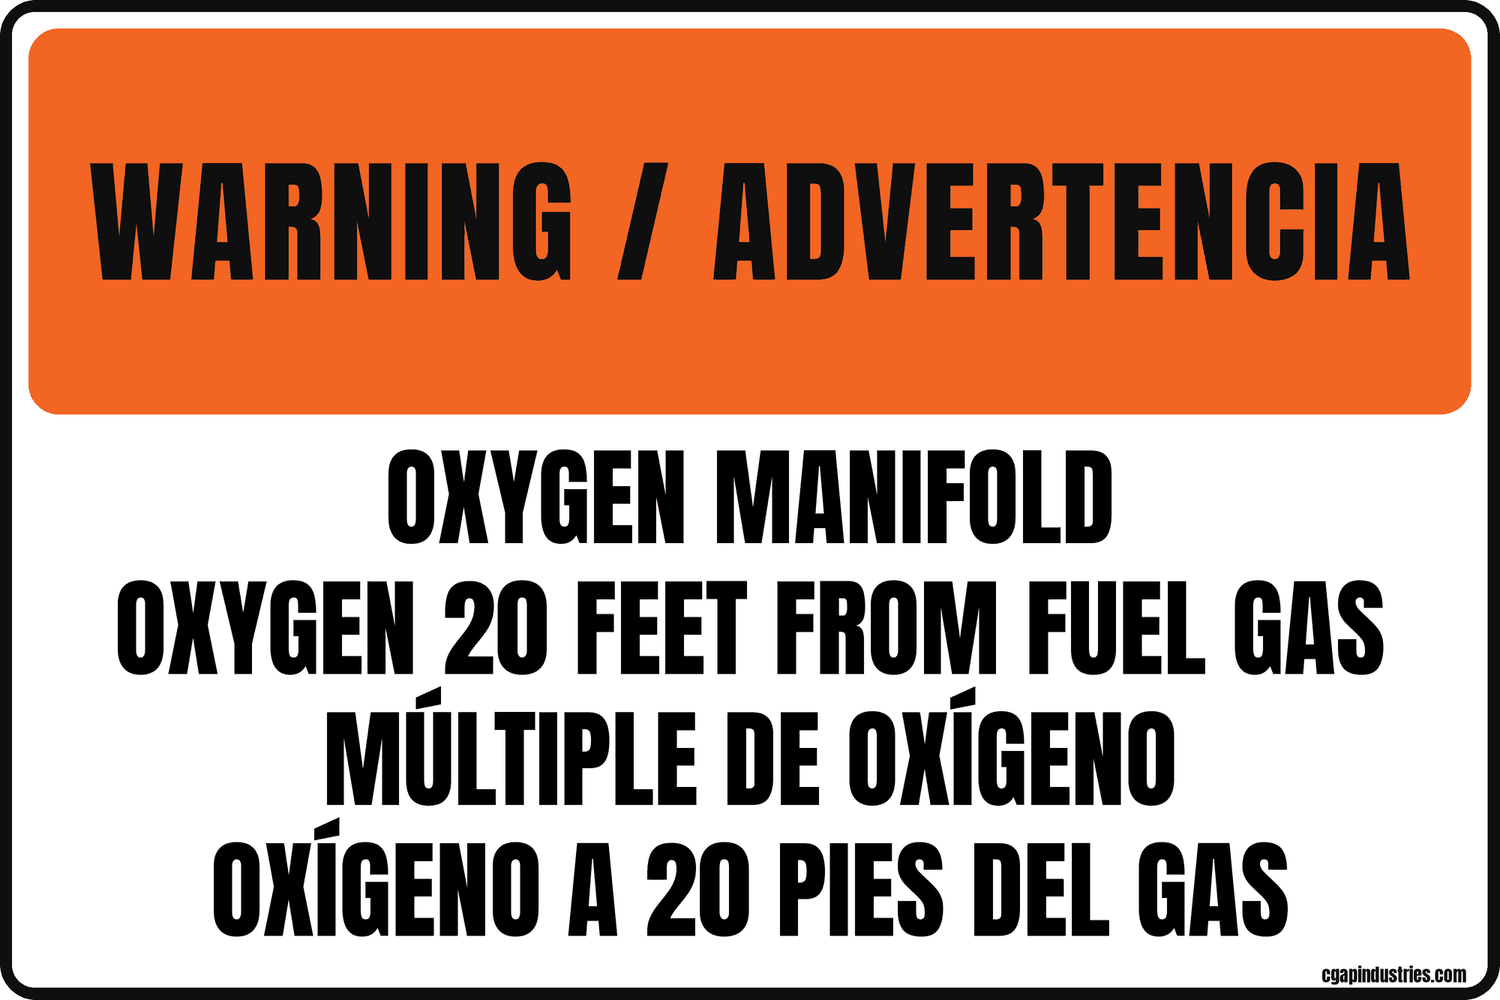 WARNING / ADVERTENCIA
OXYGEN MANIFOLD
OXYGEN 20 FEET FROM FUEL GAS
MÚLTIPLE DE OXÍGENO
OXÍGENO A 20 PIES DEL GAS
cgapindustries.com